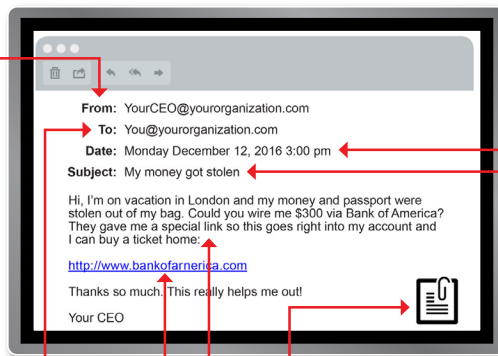 From: YourCEO@yourorganization.com
To: You@yourorganization.com
Date: Monday December 12, 2016 3:00 pm
Subject: My money got stolen
Hi, I'm on vacation in London and my money and passport were
stolen out of my bag. Could you wire me $300 via Bank of America?
They gave me a special link so this goes right into my account and
I can buy a ticket home:
http://www.bankofarnerica.com
Thanks so much. This really helps me out!
Your CEO